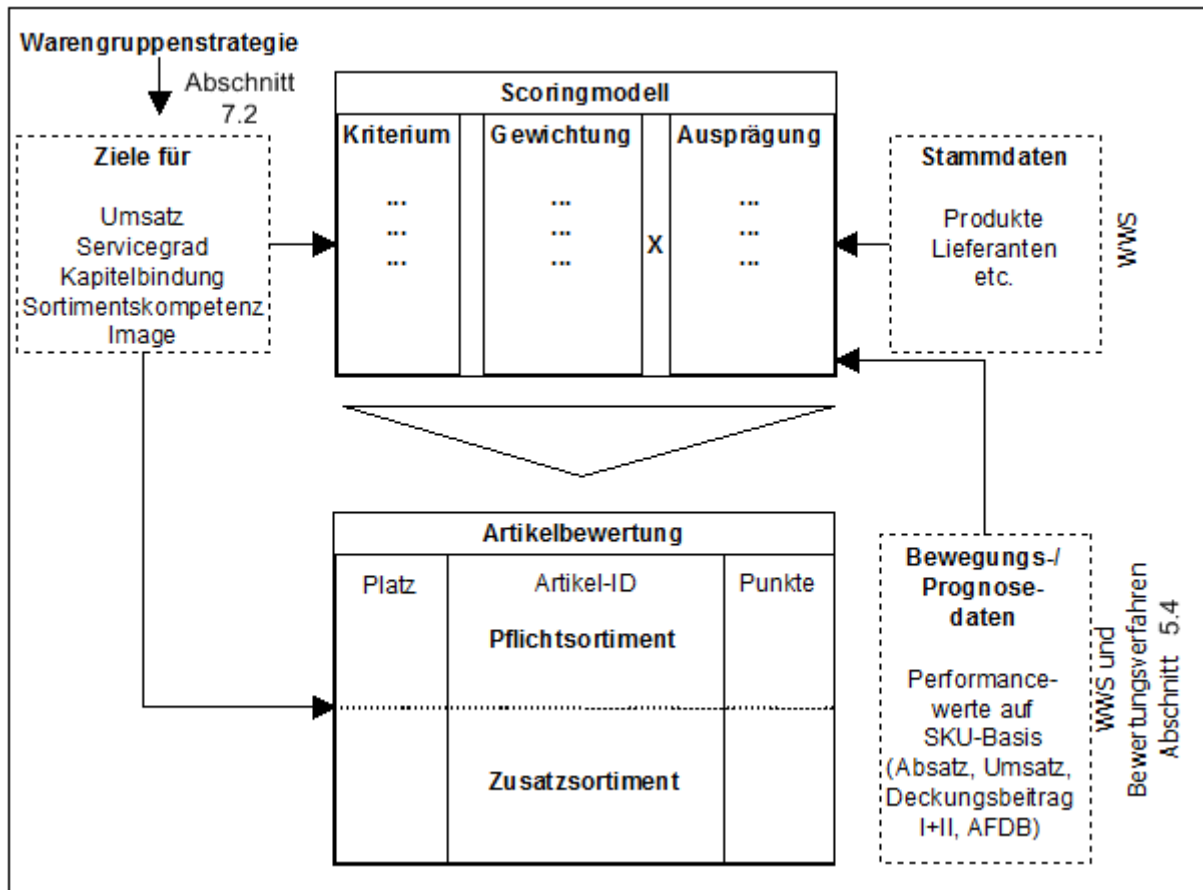 Warengruppenstrategie
Abschnitt
7.2
Ziele für
Umsatz
Servicegrad
Kapitelbindung
Sortimentskompetenz
Image
Scoringmodell
Kriterium Gewichtung Ausprägung
... ... ...
... ... X ...
... ... ...
Stammdaten
Produkte
Lieferanten
etc.
WWS
Artikelbewertung
Platz Artikel-ID Punkte
Pflichtsortiment
Zusatzsortiment
Bewegungs-/
Prognose-
daten
Performance-
werte auf
SKU-Basis
(Absatz, Umsatz,
Deckungsbeitrag
I+II, AFDB)
WWS und
Bewertungsverfahren
Abschnitt 5.4